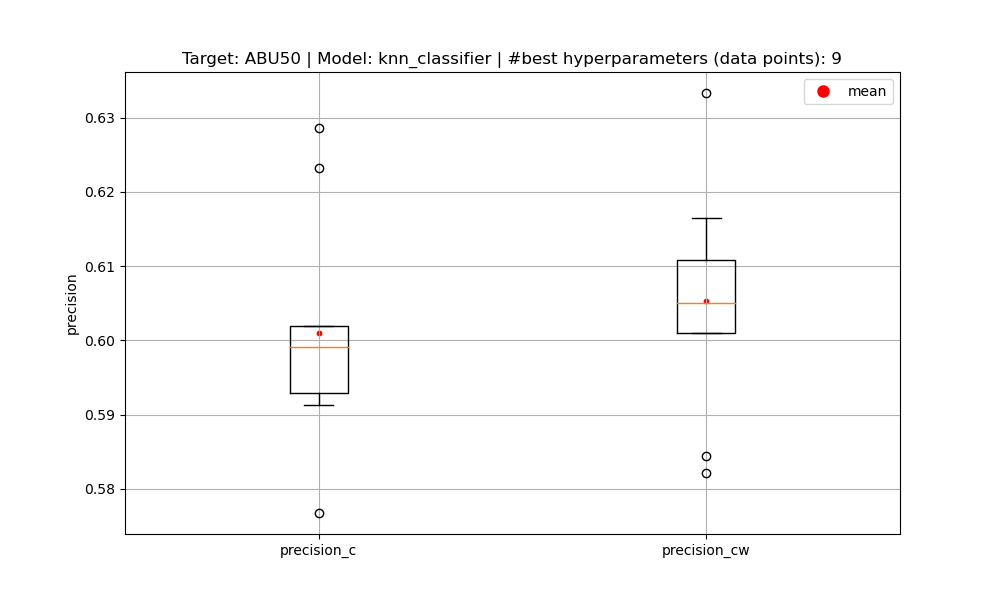 Target: ABU50 | Model: knn_classifier | #best hyperparameters (data points): 9
mean
0.63
0.62
0.61
0.60
0.59
0.58
precision
precision_c
precision_cw